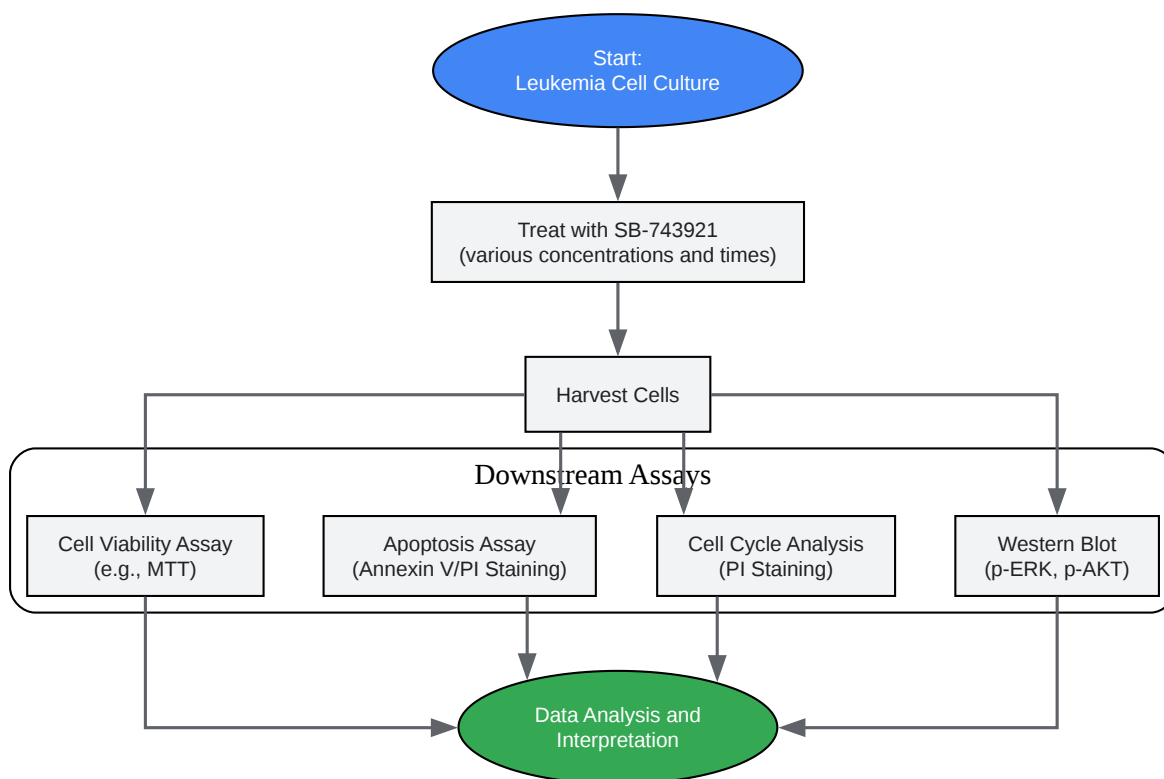 Start:
Leukemia Cell Culture
Treat with SB-743921
(various concentrations and times)
Harvest Cells
Downstream Assays
Cell Viability Assay
(e.g., MTT)
Apoptosis Assay
(Annexin V/PI Staining)
Cell Cycle Analysis
(PI Staining)
Western Blot
(p-ERK, p-AKT)
Data Analysis and
Interpretation